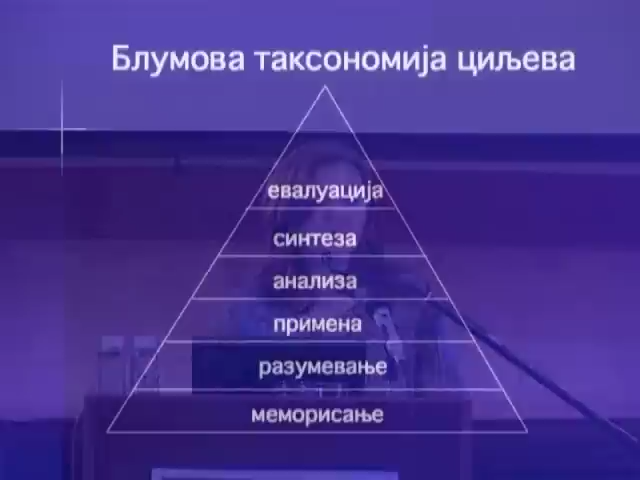 Блумова таксономија циљева
евалуација
синтеза
анализа
примена
разумевање
меморисање